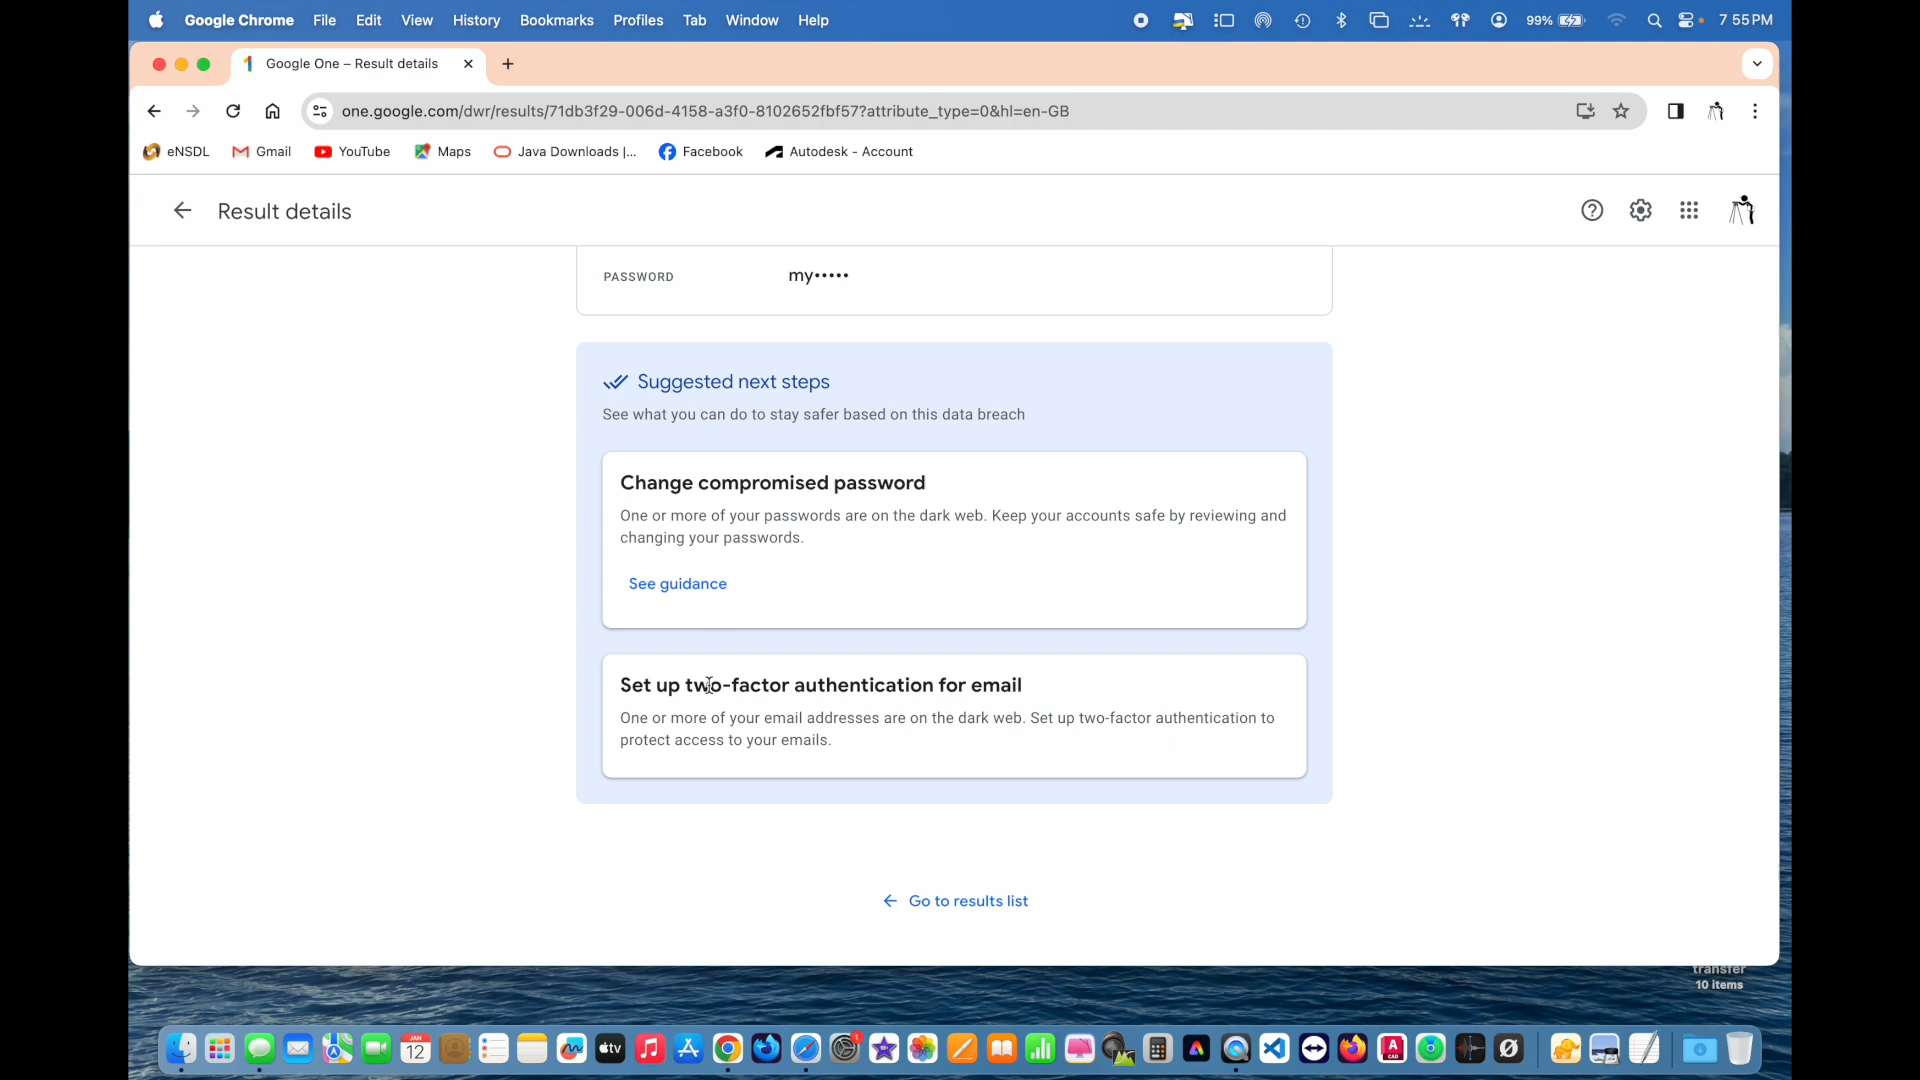 Google Chrome File Edit View History Bookmarks Profiles Tab Window Help 99% 7 55 PM
Google One – Result details
one.google.com/dwr/results/71db3f29-006d-4158-a3f0-8102652fbf57?attribute_type=0&hl=en-GB
eNSDL Gmail YouTube Maps Java Downloads |... Facebook Autodesk - Account
Result details
PASSWORD my•••••
Suggested next steps
See what you can do to stay safer based on this data breach
Change compromised password
One or more of your passwords are on the dark web. Keep your accounts safe by reviewing and
changing your passwords.
See guidance
Set up two-factor authentication for email
One or more of your email addresses are on the dark web. Set up two-factor authentication to
protect access to your emails.
Go to results list
transfer
10 items
JAN
12
tv
1
A
CAD